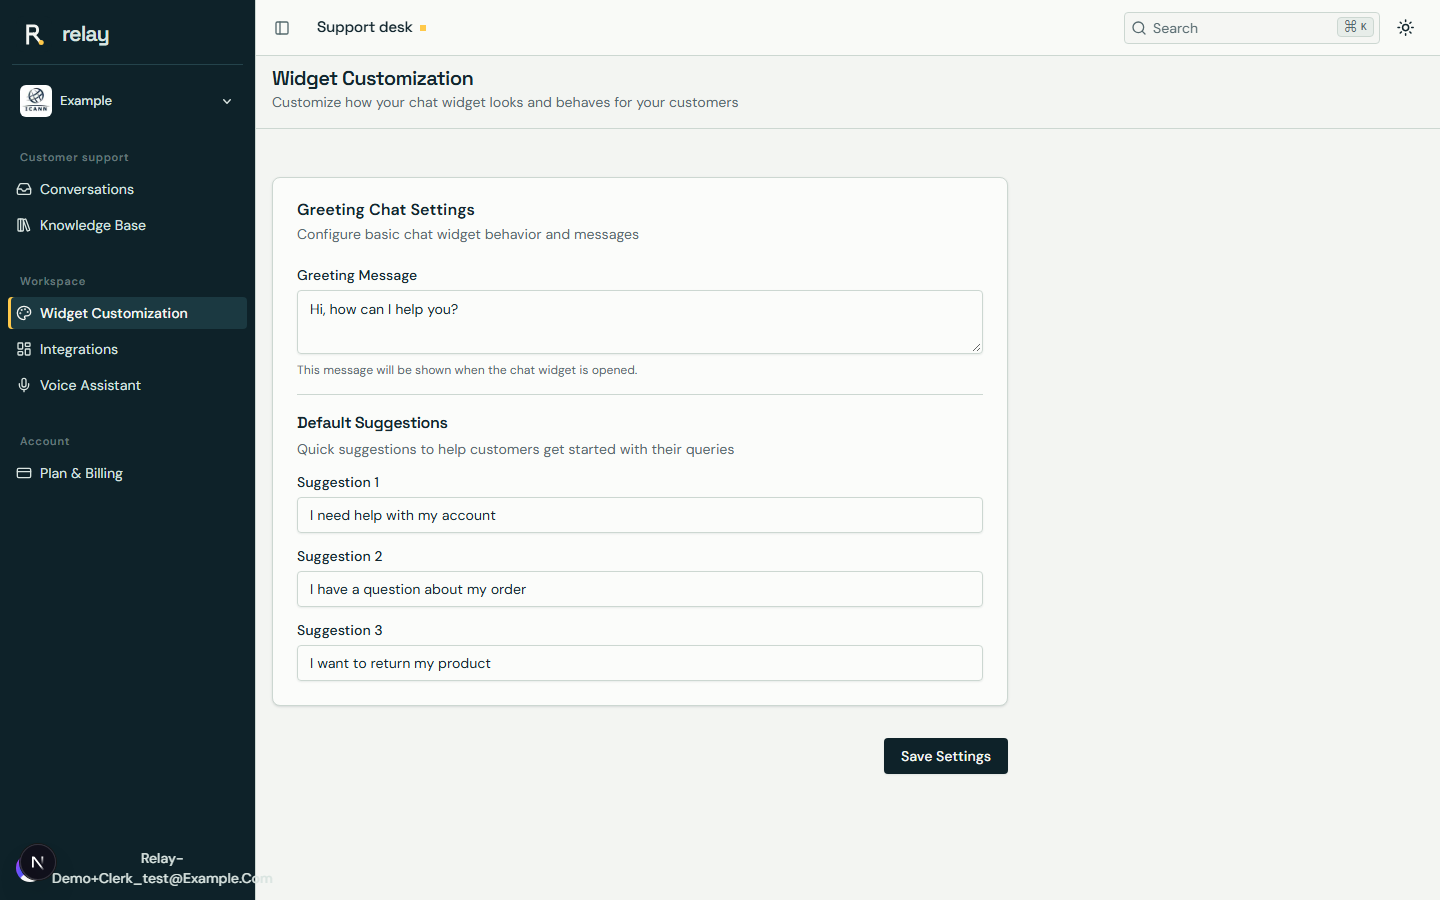 relay
Support desk
Search
⌘ K
ICANN
Example
Widget Customization
Customize how your chat widget looks and behaves for your customers
Customer support
Conversations
Knowledge Base
Workspace
Widget Customization
Integrations
Voice Assistant
Account
Plan & Billing
Greeting Chat Settings
Configure basic chat widget behavior and messages
Greeting Message
Hi, how can I help you?
This message will be shown when the chat widget is opened.
Default Suggestions
Quick suggestions to help customers get started with their queries
Suggestion 1
I need help with my account
Suggestion 2
I have a question about my order
Suggestion 3
I want to return my product
Save Settings
N
Relay-
Demo+Clerk_test@Example.Com